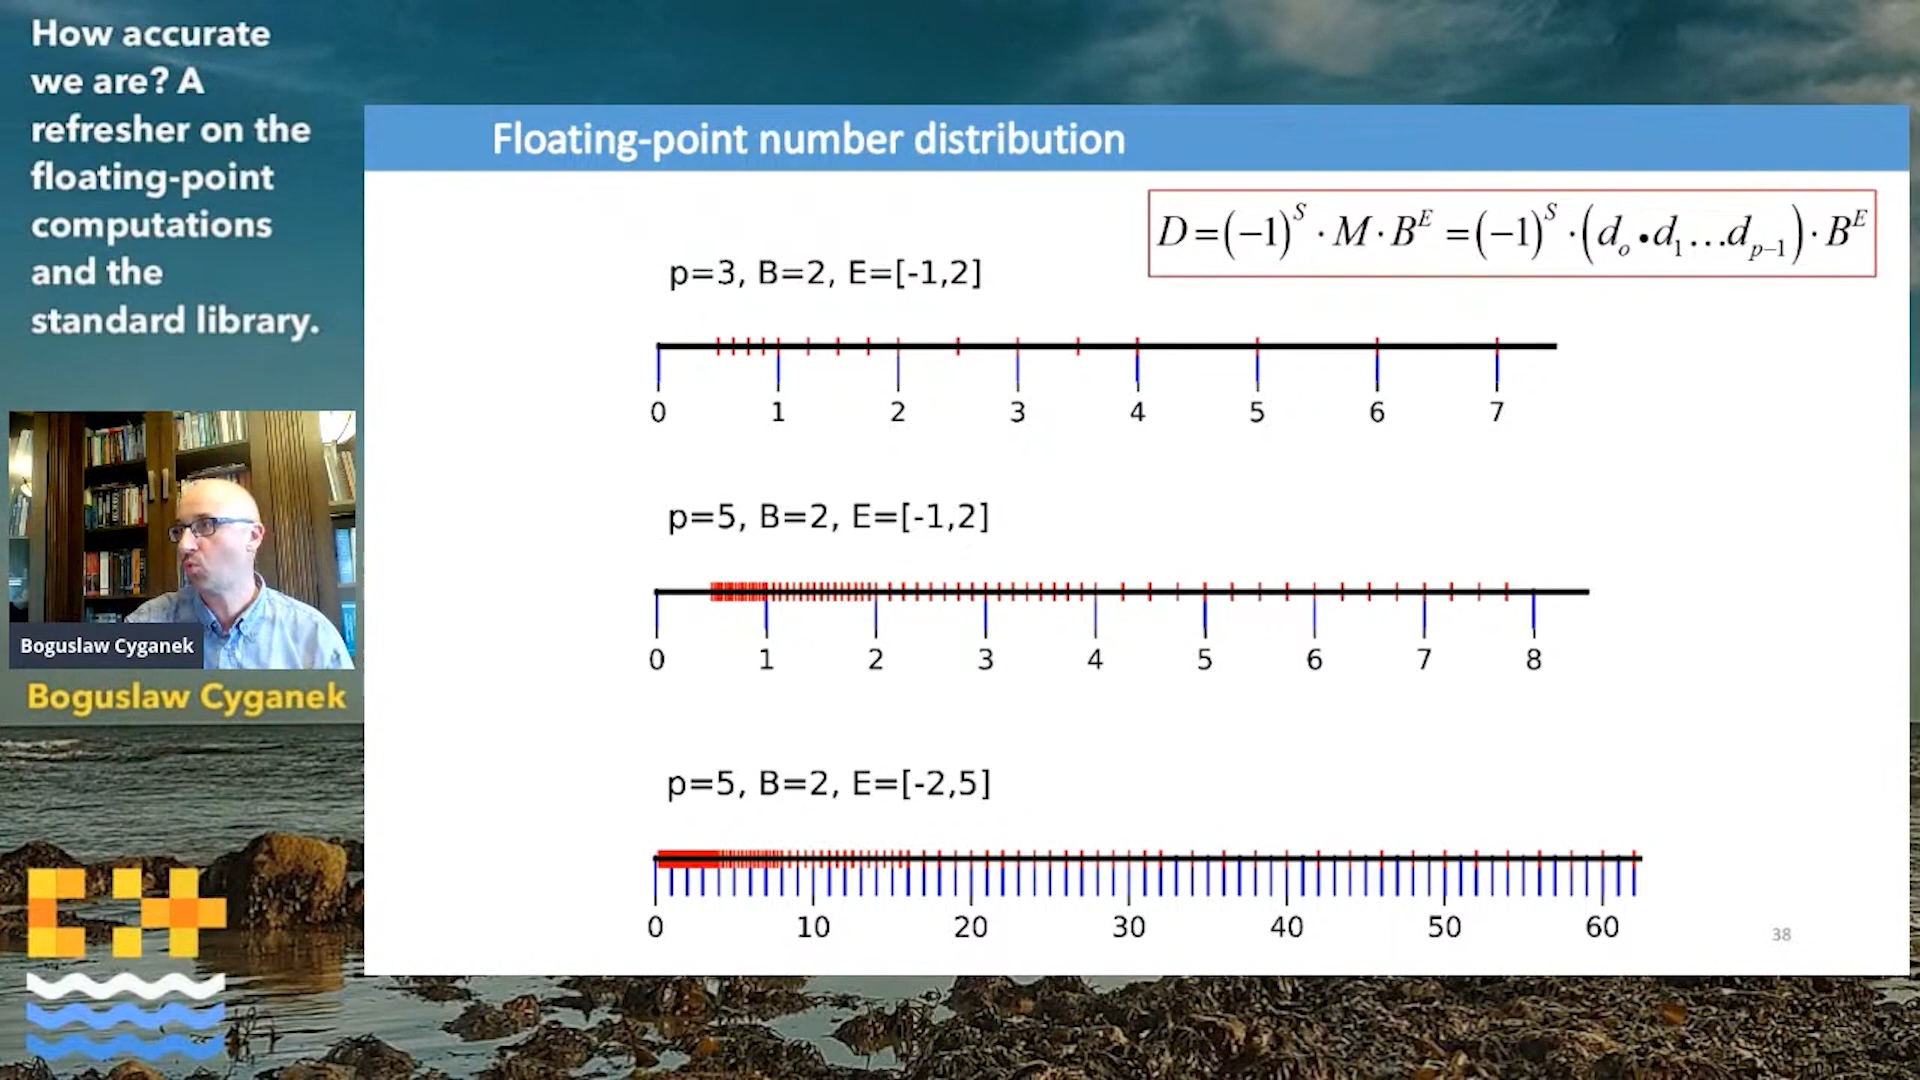 How accurate
we are? A
refresher on the
floating-point
computations
and the
standard library.
Boguslaw Cyganek
Boguslaw Cyganek
Floating-point number distribution
D=(−1)^S · M · B^E =(−1)^S ·(d_o •d_1...d_{p−1})· B^E
p=3, B=2, E=[-1,2]
0 1 2 3 4 5 6 7
p=5, B=2, E=[-1,2]
0 1 2 3 4 5 6 7 8
p=5, B=2, E=[-2,5]
0 10 20 30 40 50 60
38